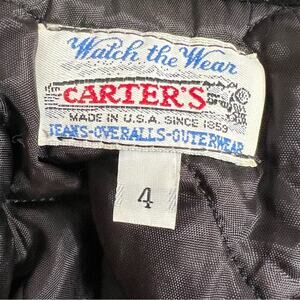 Watch the Wear
CARTER'S
MADE IN U.S.A. SINCE 1859
JEANS-OVERALLS-OUTERWEAR
4